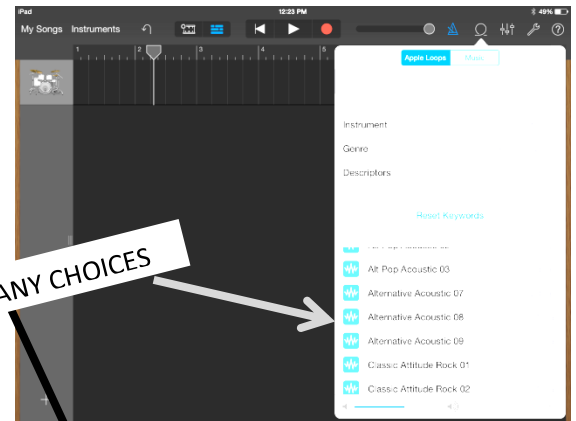 iPad 12:23 PM 49%
My Songs Instruments
1 2 3 4 5
Apple Loops Music
Instrument
Genre
Descriptors
Reset Keywords
Alt Pop Acoustic 03
Alternative Acoustic 07
Alternative Acoustic 08
Alternative Acoustic 09
Classic Attitude Rock 01
Classic Attitude Rock 02
ANY CHOICES